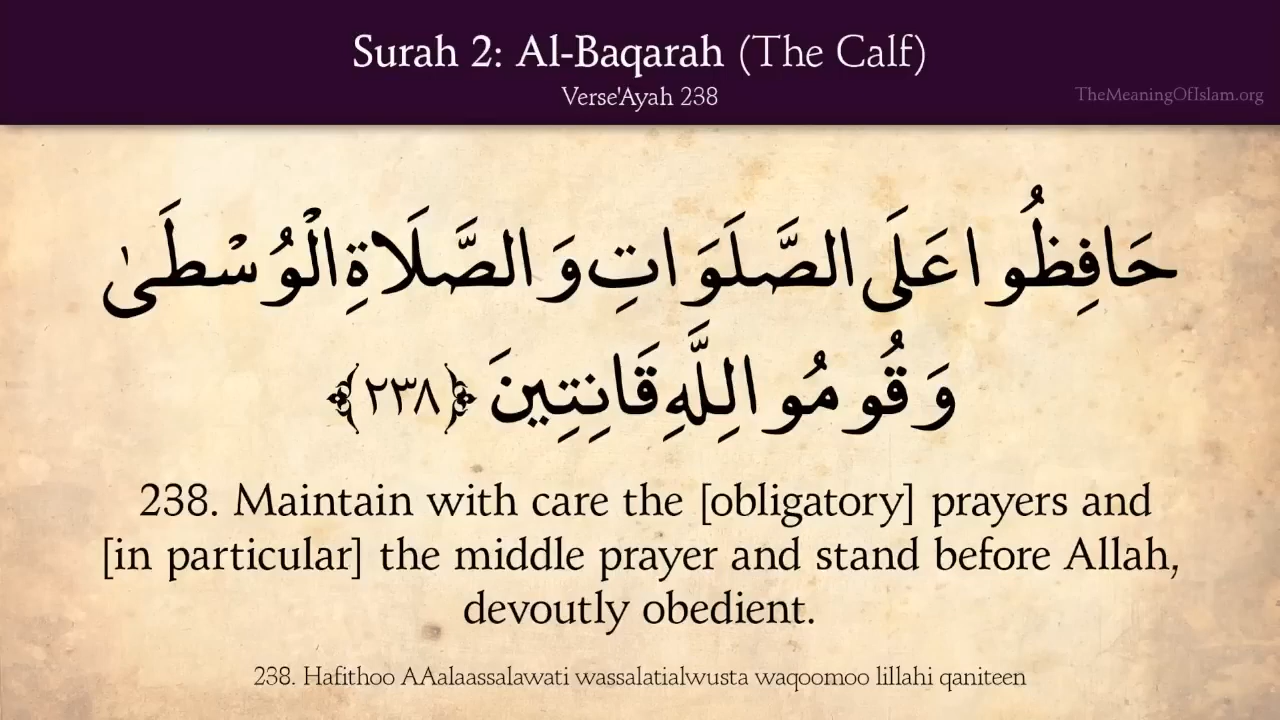 Surah 2: Al-Baqarah (The Calf)
Verse'Ayah 238
TheMeaningOfIslam.org
حَافِظُوا عَلَى الصَّلَوَاتِ وَالصَّلَاةِ الْوُسْطَىٰ
وَقُومُوا لِلَّهِ قَانِتِينَ ﴿٢٣٨﴾
238. Maintain with care the [obligatory] prayers and
[in particular] the middle prayer and stand before Allah,
devoutly obedient.
238. Hafithoo AAalaassalawati wassalatialwusta waqoomoo lillahi qaniteen